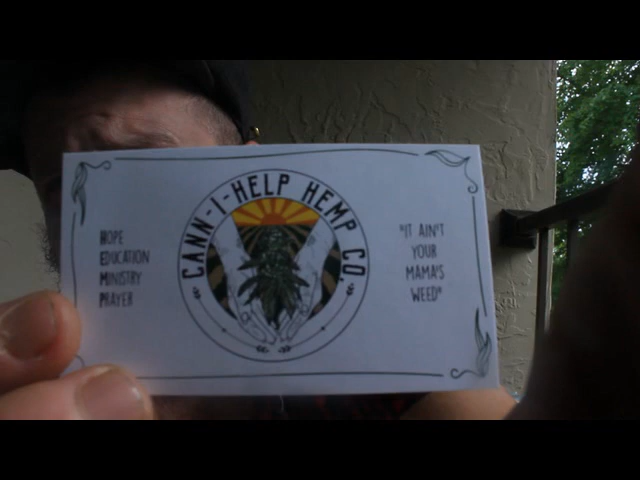 HOPE
EDUCATION
MINISTRY
PRAYER
CANN-I-HELP HEMP CO.
"IT AIN'T
YOUR
MAMA'S
WEED"